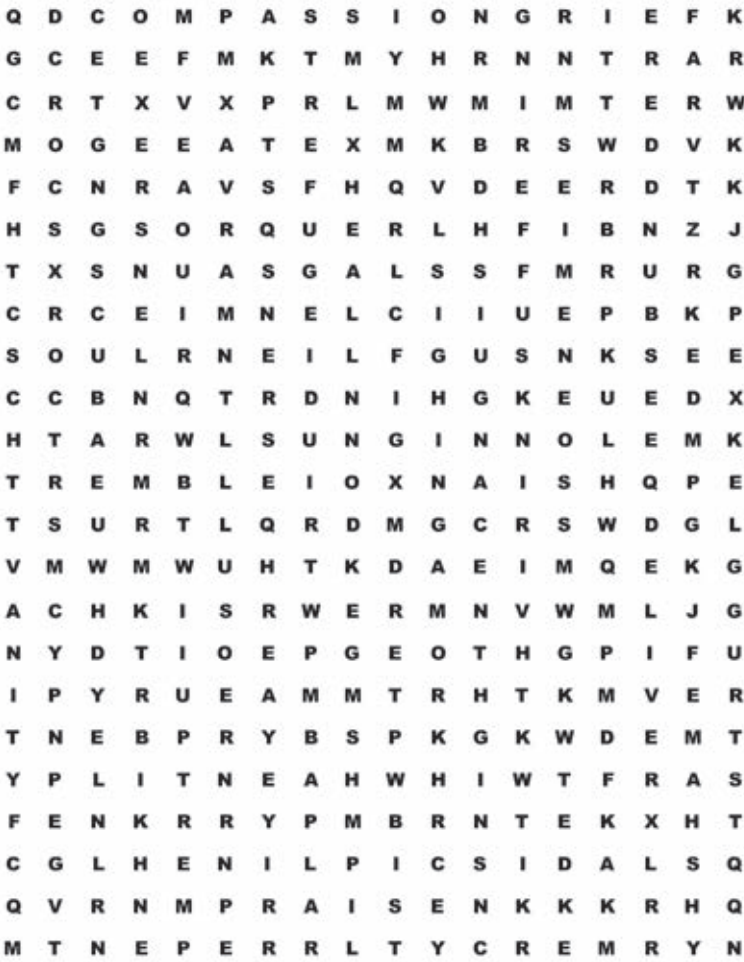 Q D C O M P A S S I O N G R I E F K
G C E E F M K T M Y H R N N T R A R
C R T X V X P R L M W M I M T E R W
M O G E E A T E X M K B R S W D V K
F C N R A V S F H Q V D E E R D T K
H S G S O R Q U E R L H F I B N Z J
T X S N U A S G A L S S F M R U R G
C R C E I M N E L C I I U E P B K P
S O U L R N E I L F G U S N K S E E
C C B N Q T R D N I H G K E U E D X
H T A R W L S U N G I N N O L E M K
T R E M B L E I O X N A I S H Q P E
T S U R T L Q R D M G C R S W D G L
V M W M W U H T K D A E I M Q E K G
A C H K I S R W E R M N V W M L J G
N Y D T I O E P G E O T H G P I F U
I P Y R U E A M M T R H T K M V E R
T N E B P R Y B S P K G K W D E M T
Y P L I T N E A H W H I W T F R A S
F E N K R R Y P M B R N T E K X H T
C G L H E N I L P I C S I D A L S Q
Q V R N M P R A I S E N K K K R H Q
M T N E P E R R L T Y C R E M R Y N